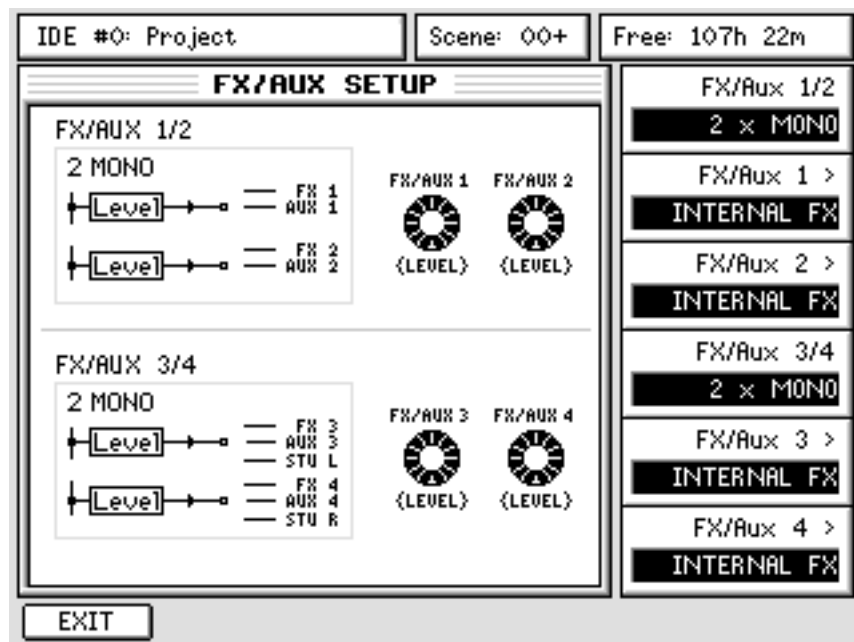 IDE #0: Project
Scene: 00+
Free: 107h 22m
FX/AUX SETUP
FX/AUX 1/2
2 MONO
Level
FX 1
AUX 1
Level
FX 2
AUX 2
FX/AUX 1
FX/AUX 2
{LEVEL}
{LEVEL}
FX/AUX 3/4
2 MONO
Level
FX 3
AUX 3
STU L
Level
FX 4
AUX 4
STU R
FX/AUX 3
FX/AUX 4
{LEVEL}
{LEVEL}
FX/Aux 1/2
2 x MONO
FX/Aux 1 >
INTERNAL FX
FX/Aux 2 >
INTERNAL FX
FX/Aux 3/4
2 x MONO
FX/Aux 3 >
INTERNAL FX
FX/Aux 4 >
INTERNAL FX
EXIT